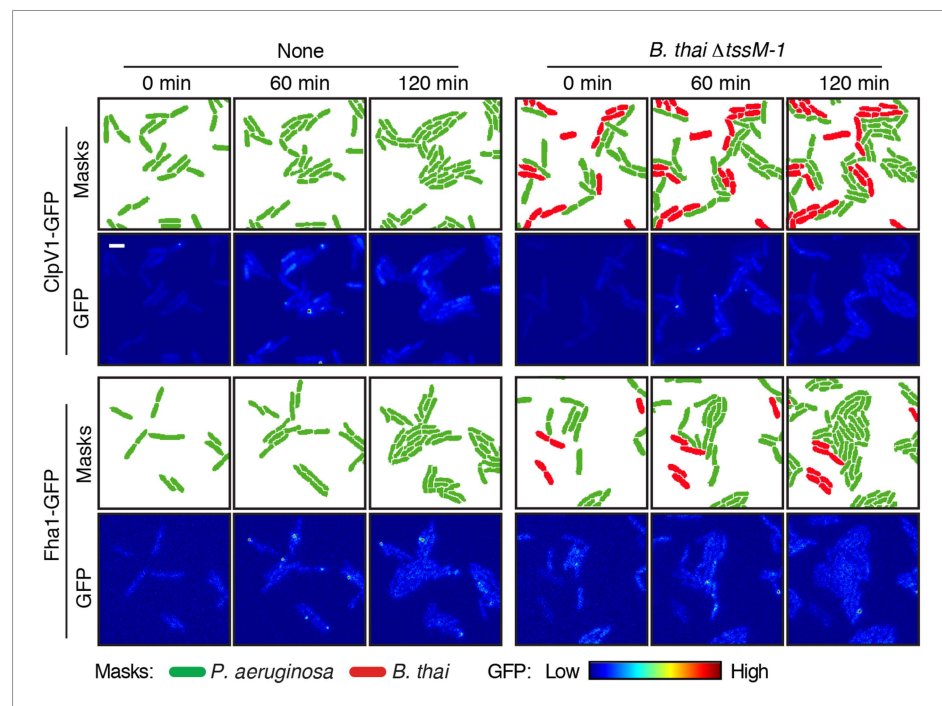 None
B. thai ΔtssM-1
0 min 60 min 120 min 0 min 60 min 120 min
ClpV1-GFP
Masks
GFP
Fha1-GFP
Masks
GFP
Masks: P. aeruginosa B. thai GFP: Low High